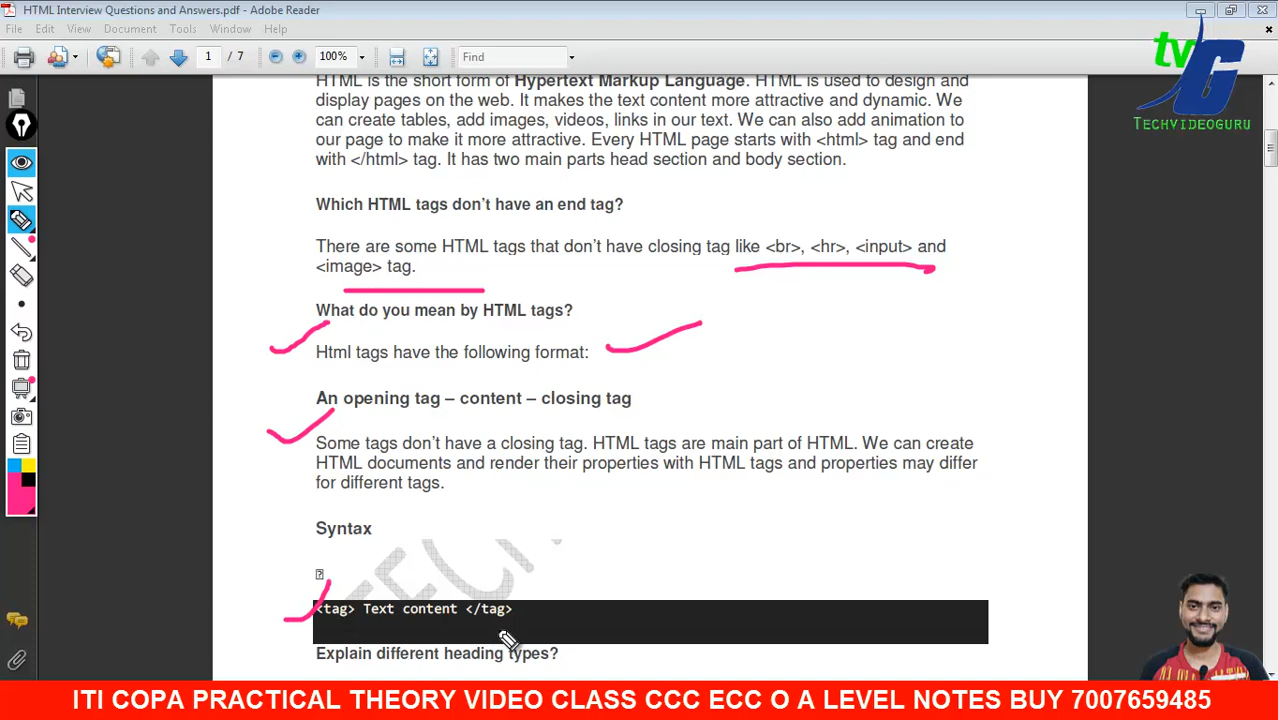 HTML Interview Questions and Answers.pdf - Adobe Reader
File Edit View Document Tools Window Help
1 / 7 100% Find
tv
G
TECHVIDEOGURU
HTML is the short form of Hypertext Markup Language. HTML is used to design and
display pages on the web. It makes the text content more attractive and dynamic. We
can create tables, add images, videos, links in our text. We can also add animation to
our page to make it more attractive. Every HTML page starts with <html> tag and end
with </html> tag. It has two main parts head section and body section.
Which HTML tags don't have an end tag?
There are some HTML tags that don't have closing tag like <br>, <hr>, <input> and
<image> tag.
What do you mean by HTML tags?
Html tags have the following format:
An opening tag – content – closing tag
Some tags don't have a closing tag. HTML tags are main part of HTML. We can create
HTML documents and render their properties with HTML tags and properties may differ
for different tags.
Syntax
<tag> Text content </tag>
Explain different heading types?
ITI COPA PRACTICAL THEORY VIDEO CLASS CCC ECC O A LEVEL NOTES BUY 7007659485